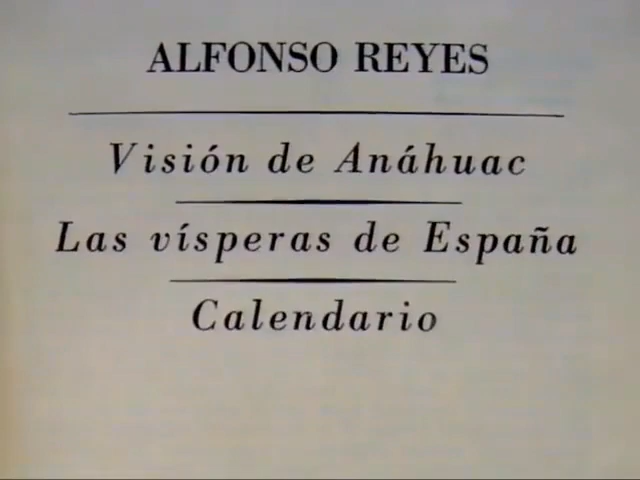 ALFONSO REYES
Visión de Anáhuac
Las vísperas de España
Calendario